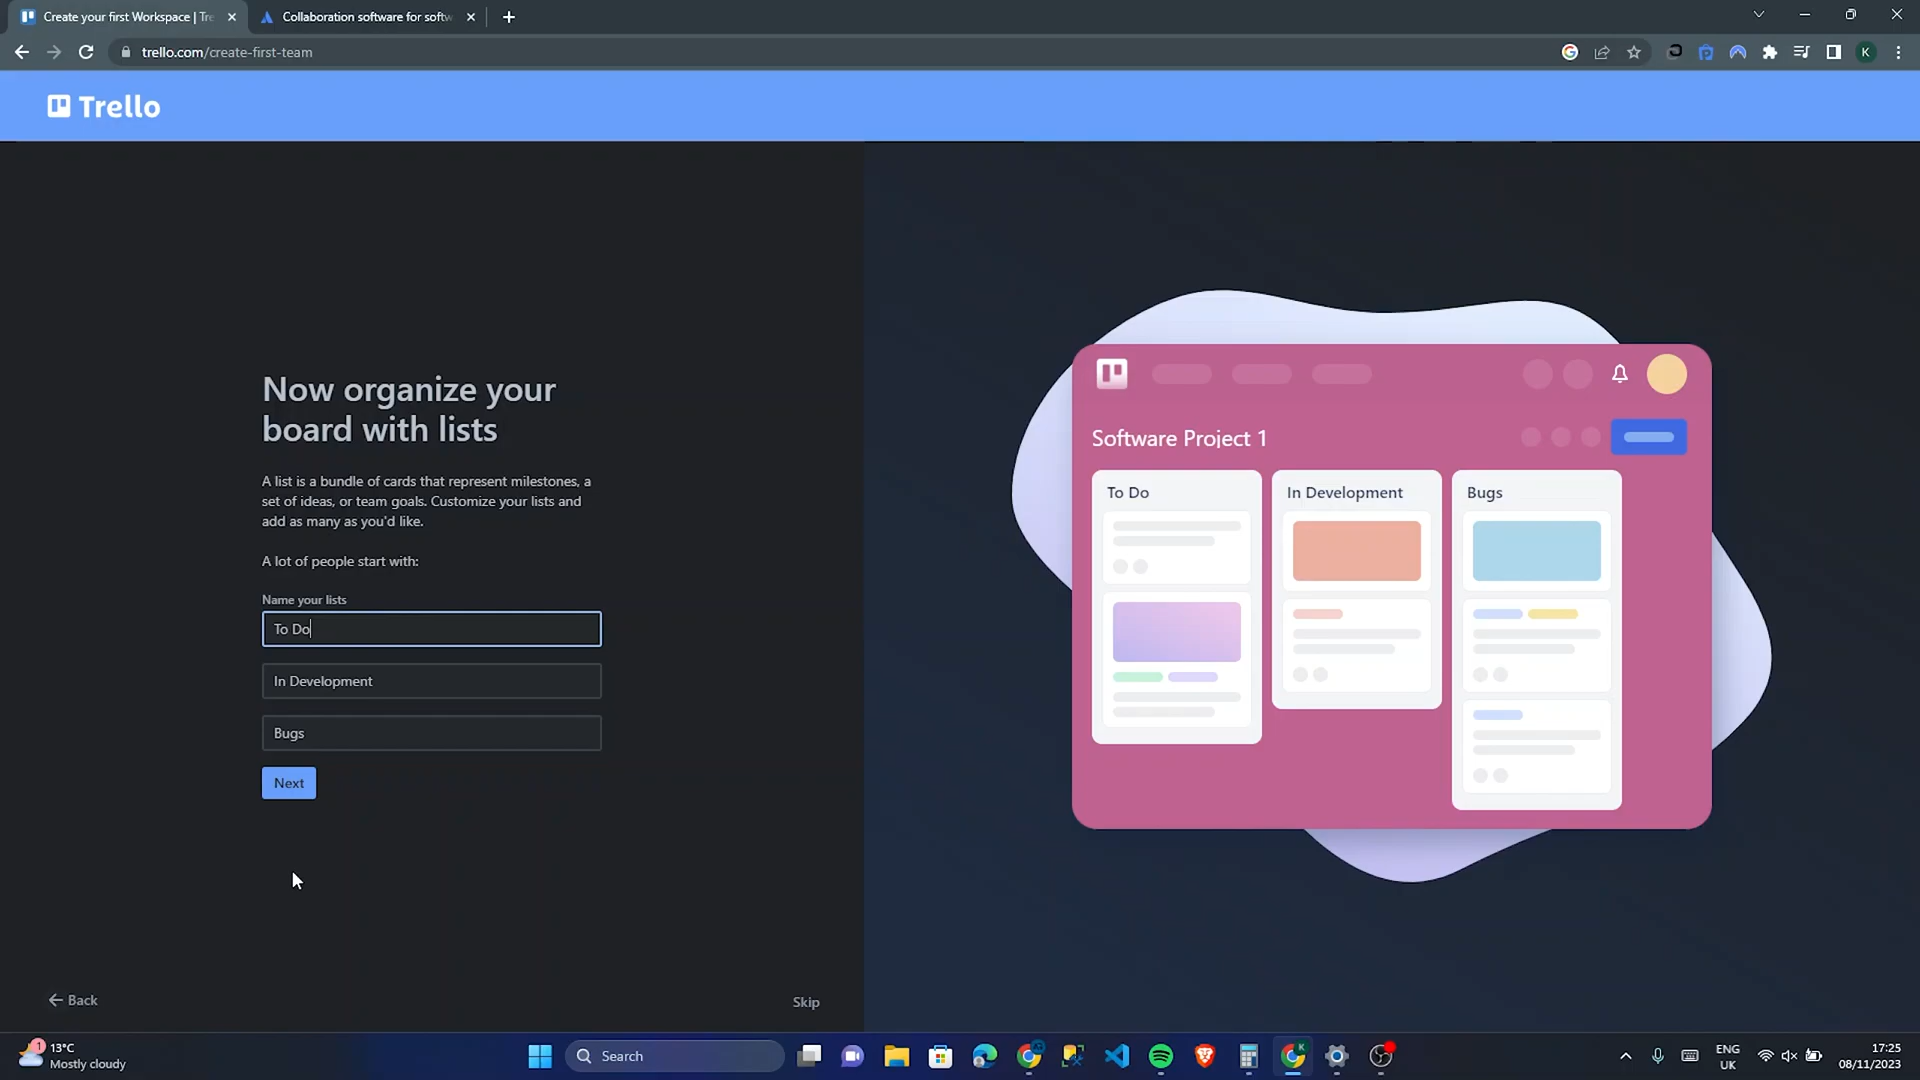 Create your first Workspace | Tre
Collaboration software for softw
trello.com/create-first-team
K
Trello
Now organize your
board with lists
A list is a bundle of cards that represent milestones, a
set of ideas, or team goals. Customize your lists and
add as many as you'd like.
A lot of people start with:
Name your lists
To Do
In Development
Bugs
Next
Back
Skip
Software Project 1
To Do
In Development
Bugs
1
13°C
Mostly cloudy
Search
K
ENG
UK
17:25
08/11/2023